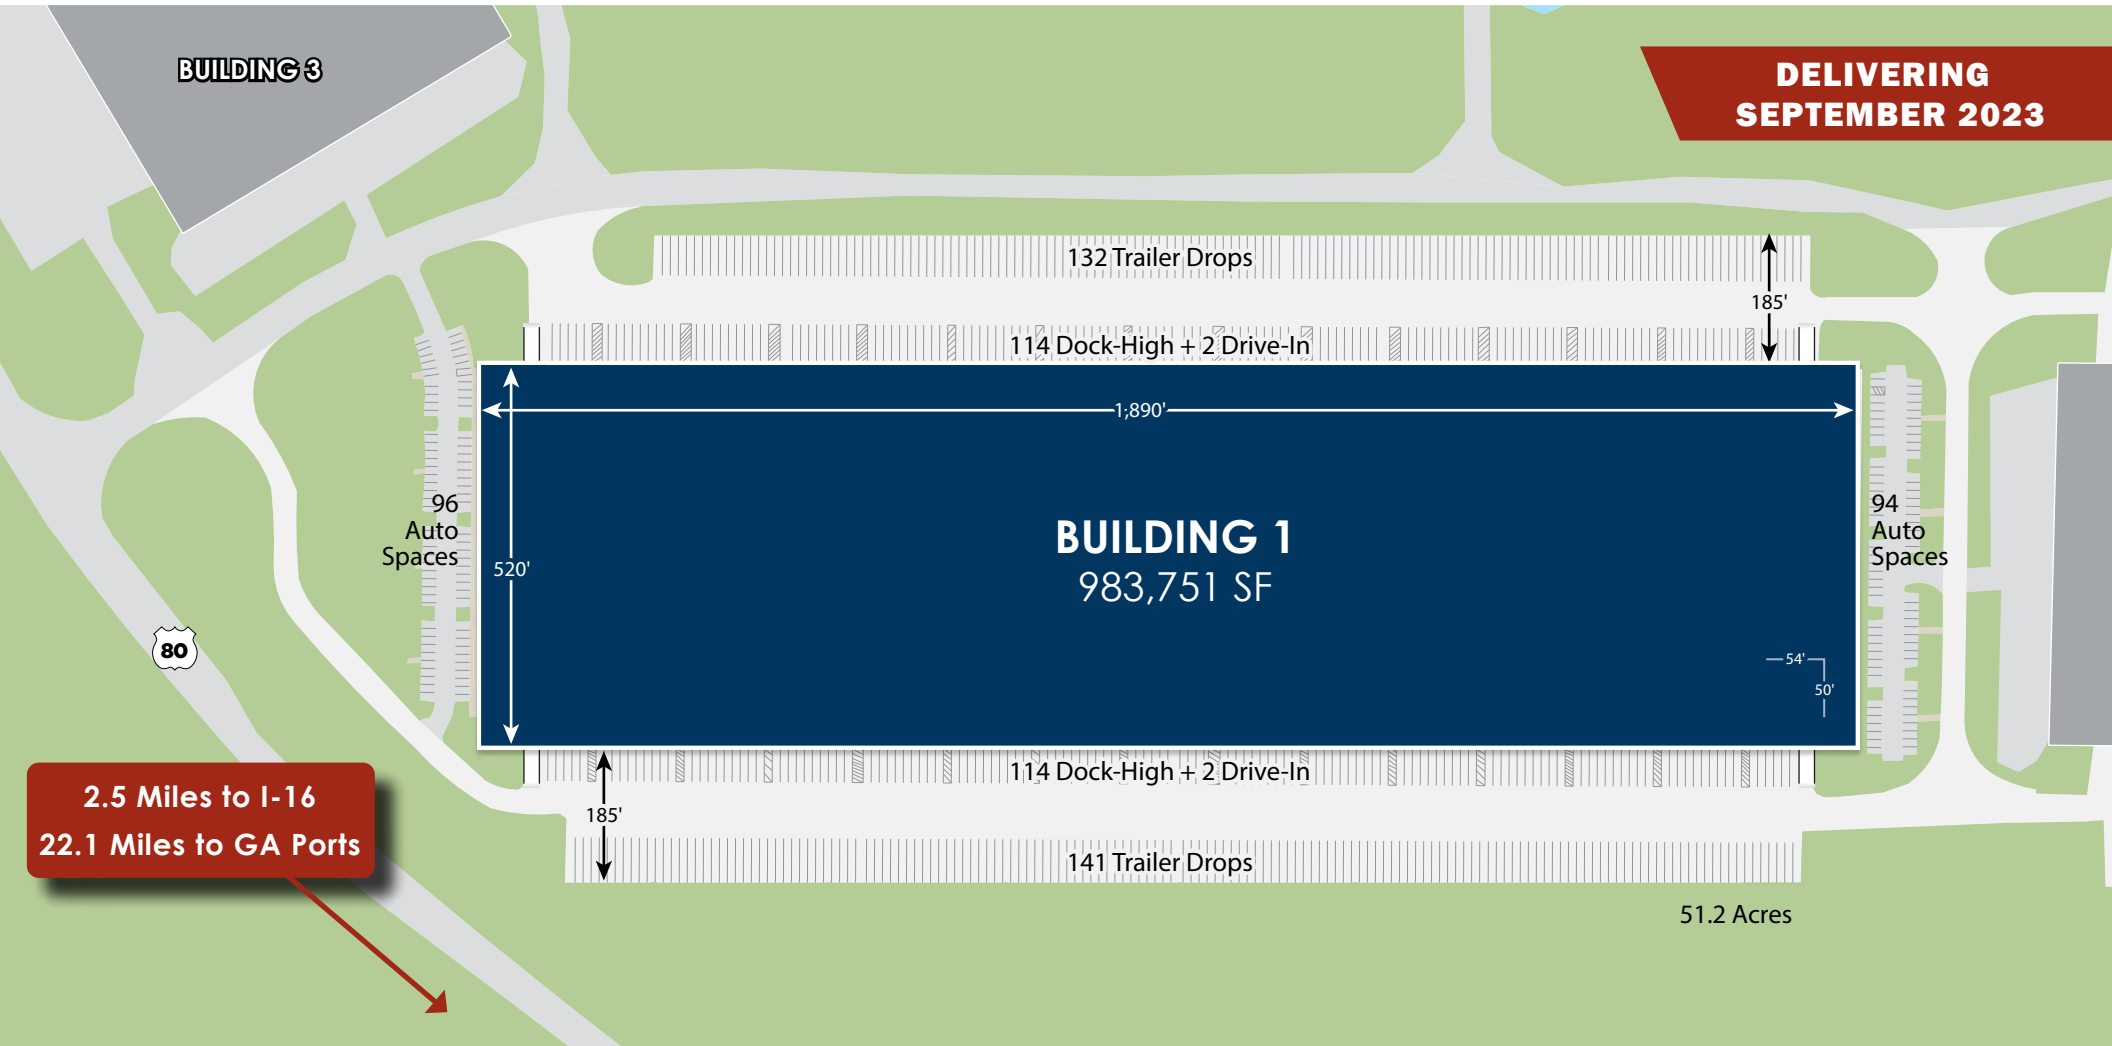 BUILDING 3
DELIVERING
SEPTEMBER 2023
132 Trailer Drops
185'
114 Dock-High + 2 Drive-In
1,890'
96
Auto
Spaces
520'
BUILDING 1
983,751 SF
94
Auto
Spaces
54'
50'
80
114 Dock-High + 2 Drive-In
185'
141 Trailer Drops
2.5 Miles to I-16
22.1 Miles to GA Ports
51.2 Acres